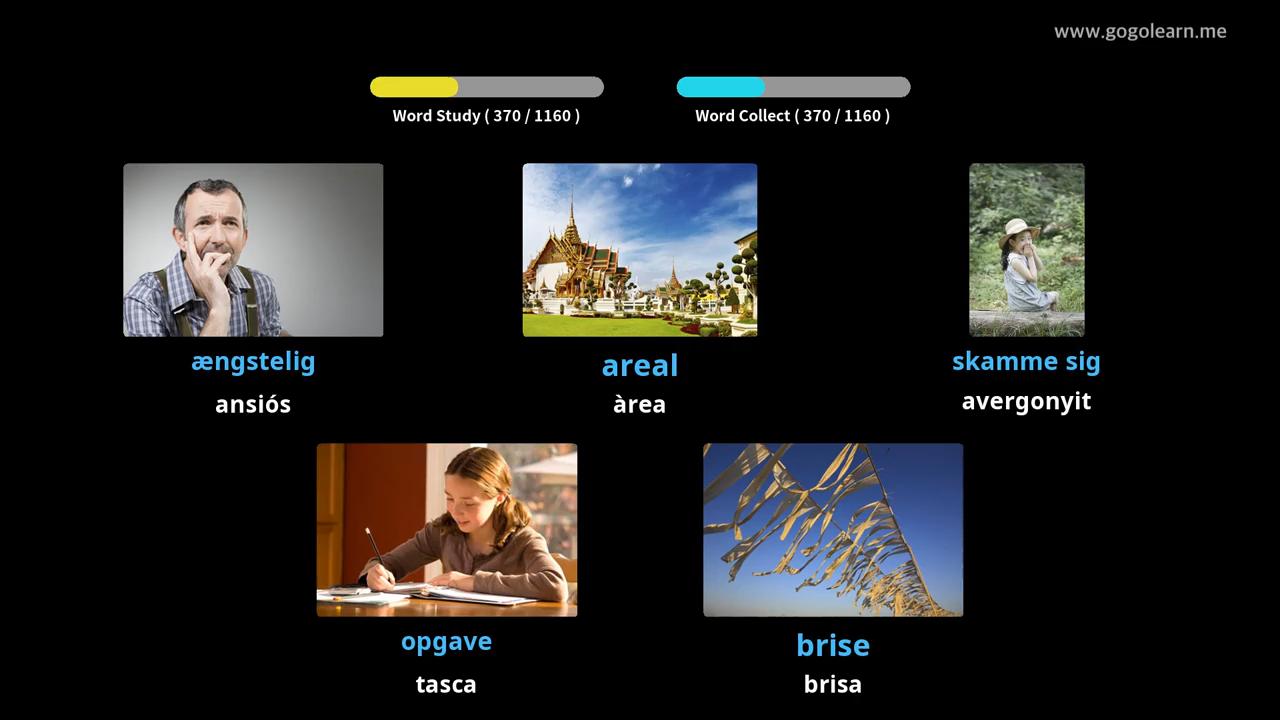 www.gogolearn.me
Word Study ( 370 / 1160 )
Word Collect ( 370 / 1160 )
ængstelig
ansiós
areal
àrea
skamme sig
avergonyit
opgave
tasca
brise
brisa